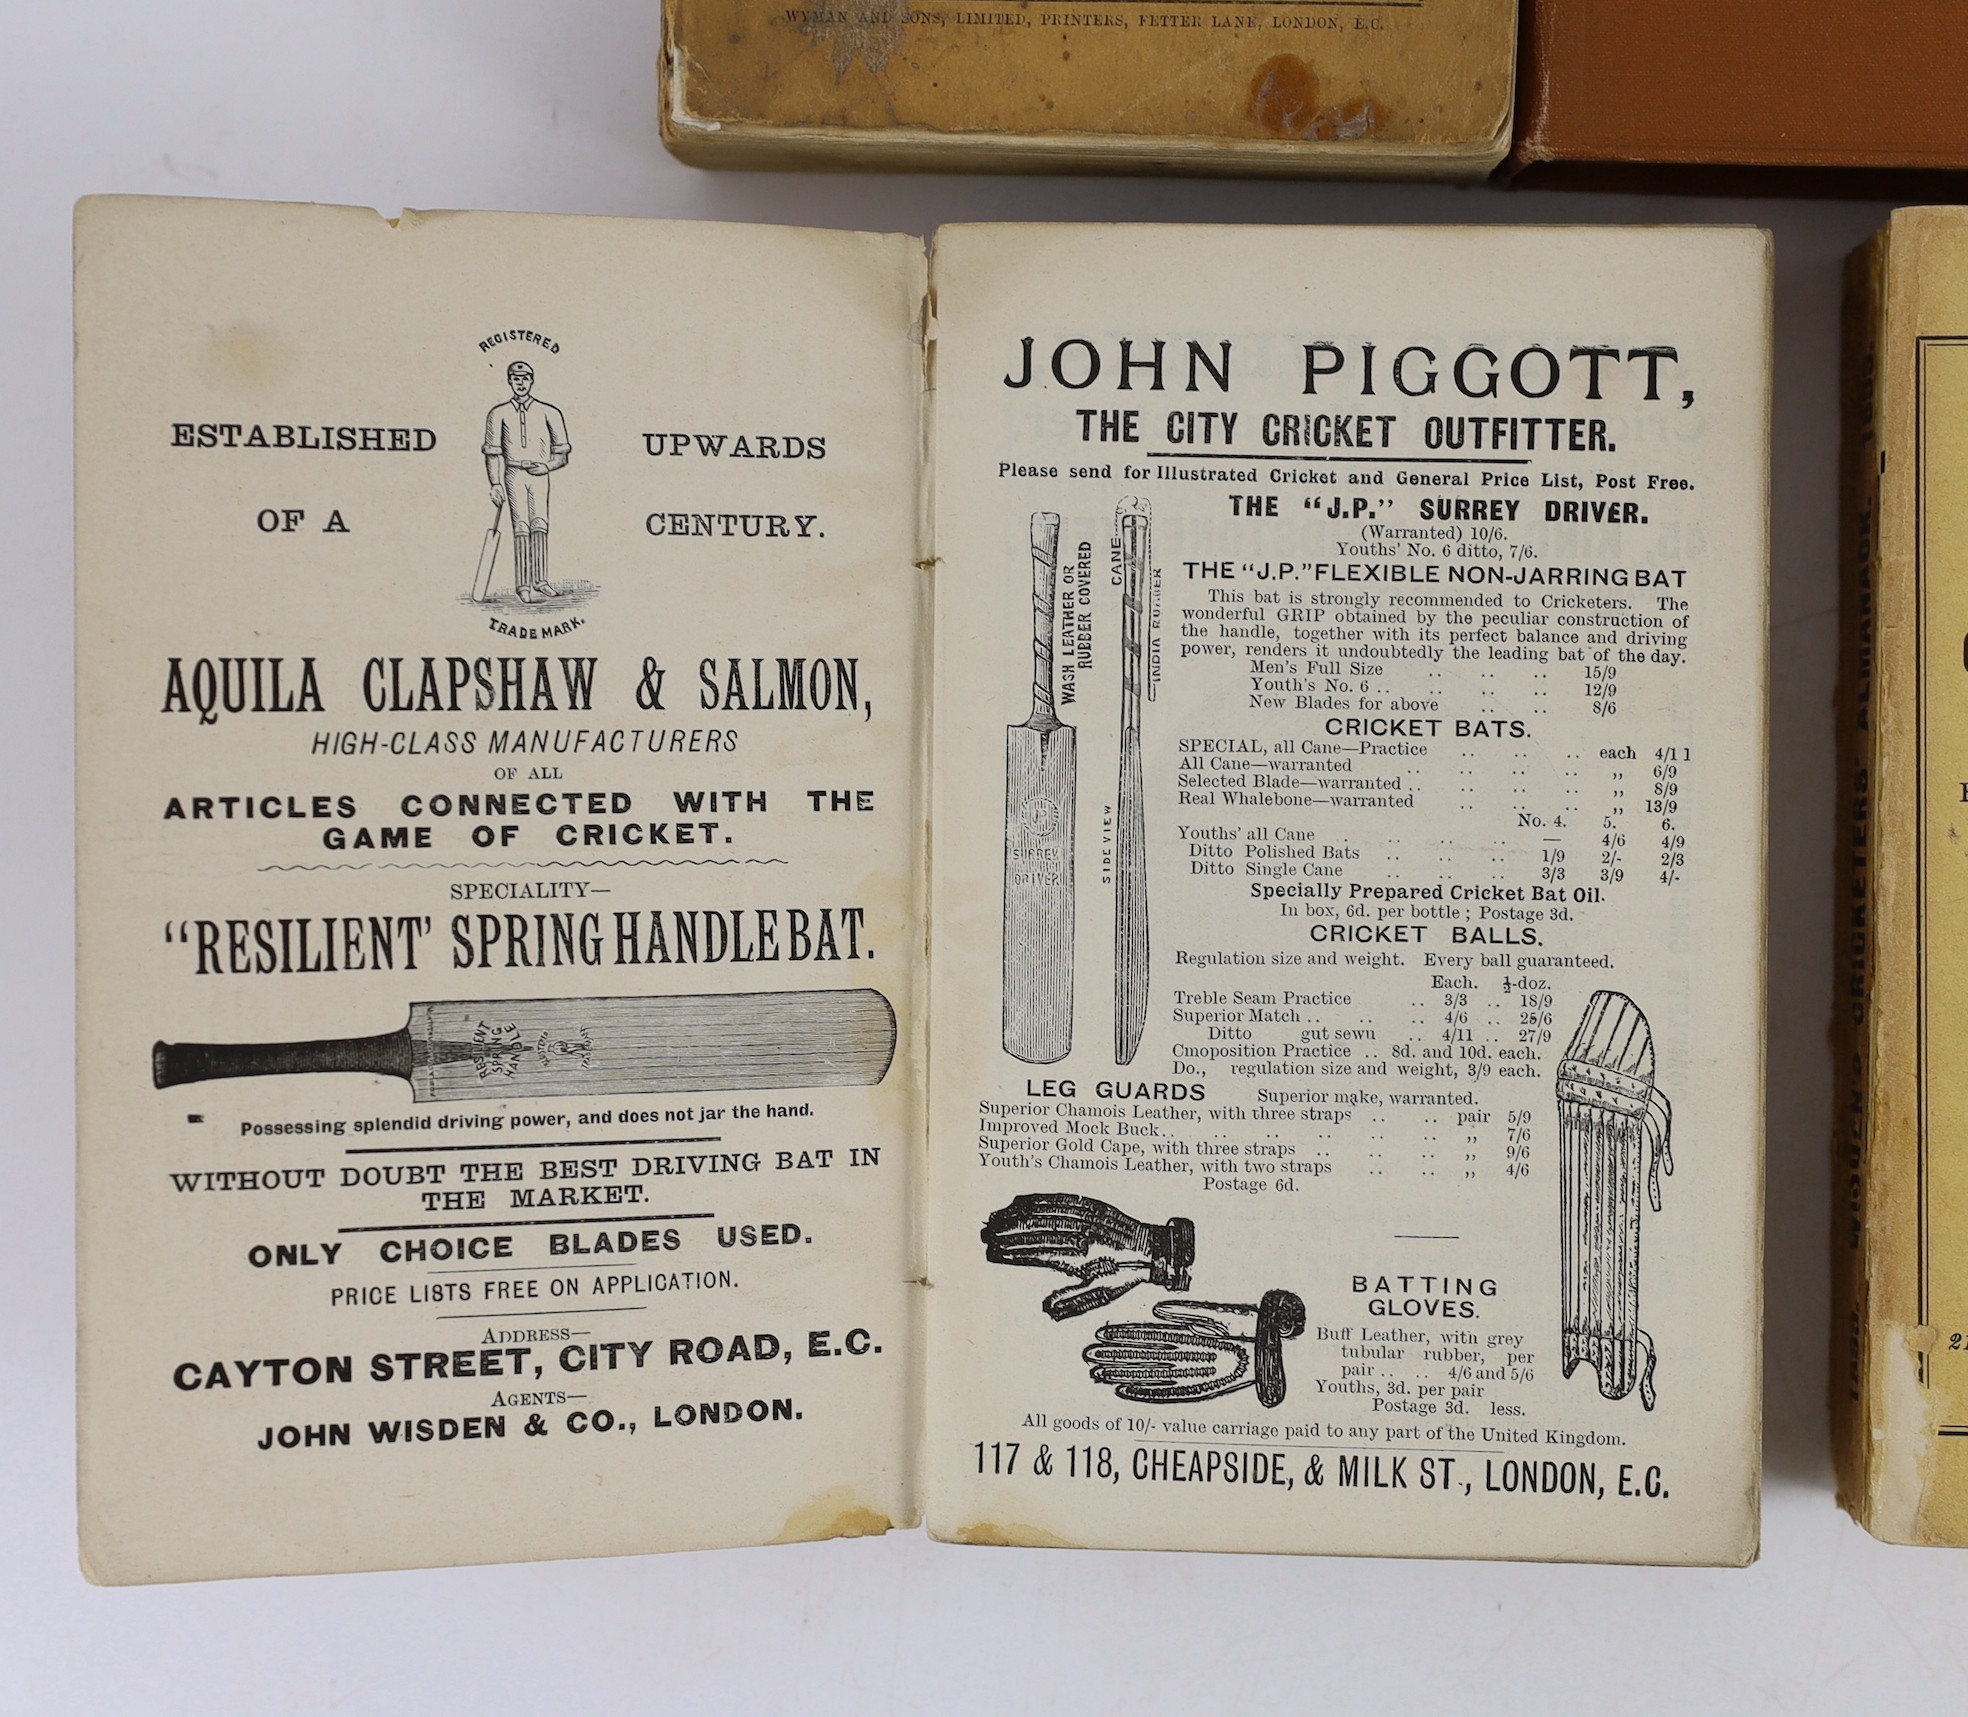 WYMAN AND SONS, LIMITED, PRINTERS, FETTER LANE, LONDON, E.C.
REGISTERED
ESTABLISHED UPWARDS
OF A CENTURY.
TRADE MARK.
AQUILA CLAPSHAW & SALMON,
HIGH-CLASS MANUFACTURERS
OF ALL
ARTICLES CONNECTED WITH THE
GAME OF CRICKET.
SPECIALITY—
"RESILIENT' SPRING HANDLE BAT.
RESILIENT
SPRING
HANDLE
Possessing splendid driving power, and does not jar the hand.
WITHOUT DOUBT THE BEST DRIVING BAT IN
THE MARKET.
ONLY CHOICE BLADES USED.
PRICE LISTS FREE ON APPLICATION.
ADDRESS—
CAYTON STREET, CITY ROAD, E.C.
AGENTS—
JOHN WISDEN & CO., LONDON.
JOHN PIGGOTT,
THE CITY CRICKET OUTFITTER.
Please send for Illustrated Cricket and General Price List, Post Free.
THE "J.P." SURREY DRIVER.
(Warranted) 10/6.
Youths' No. 6 ditto, 7/6.
THE "J.P." FLEXIBLE NON-JARRING BAT
This bat is strongly recommended to Cricketers. The
wonderful GRIP obtained by the peculiar construction of
the handle, together with its perfect balance and driving
power, renders it undoubtedly the leading bat of the day.
Men's Full Size .. .. .. 15/9
Youth's No. 6 .. .. .. .. 12/9
New Blades for above .. .. 8/6
WASH LEATHER OR
RUBBER COVERED
CANE
INDIA RUBBER
SIDE VIEW
J.P.
SURREY
DRIVER
CRICKET BATS.
SPECIAL, all Cane—Practice .. .. .. each 4/11
All Cane—warranted .. .. .. .. ,, 6/9
Selected Blade—warranted .. .. .. .. ,, 8/9
Real Whalebone—warranted .. .. .. ,, 13/9
No. 4. 5. 6.
Youths' all Cane . .. .. .. — 4/6 4/9
Ditto Polished Bats .. .. .. 1/9 2/- 2/3
Ditto Single Cane .. .. .. 3/3 3/9 4/-
Specially Prepared Cricket Bat Oil.
In box, 6d. per bottle ; Postage 3d.
CRICKET BALLS.
Regulation size and weight. Every ball guaranteed.
Each. ½-doz.
Treble Seam Practice .. 3/3 .. 18/9
Superior Match .. .. .. 4/6 .. 25/6
Ditto gut sewn .. 4/11 .. 27/9
Cmoposition Practice .. 8d. and 10d. each.
Do., regulation size and weight, 3/9 each.
LEG GUARDS Superior make, warranted.
Superior Chamois Leather, with three straps .. .. pair 5/9
Improved Mock Buck .. .. .. .. .. .. ,, 7/6
Superior Gold Cape, with three straps .. .. .. ,, 9/6
Youth's Chamois Leather, with two straps .. .. ,, 4/6
Postage 6d.
BATTING
GLOVES.
Buff Leather, with grey
tubular rubber, per
pair .. .. 4/6 and 5/6
Youths, 3d. per pair
Postage 3d. less.
All goods of 10/- value carriage paid to any part of the United Kingdom.
117 & 118, CHEAPSIDE, & MILK ST., LONDON, E.C.
WISDEN'S CRICKETERS' ALMANACK.
21